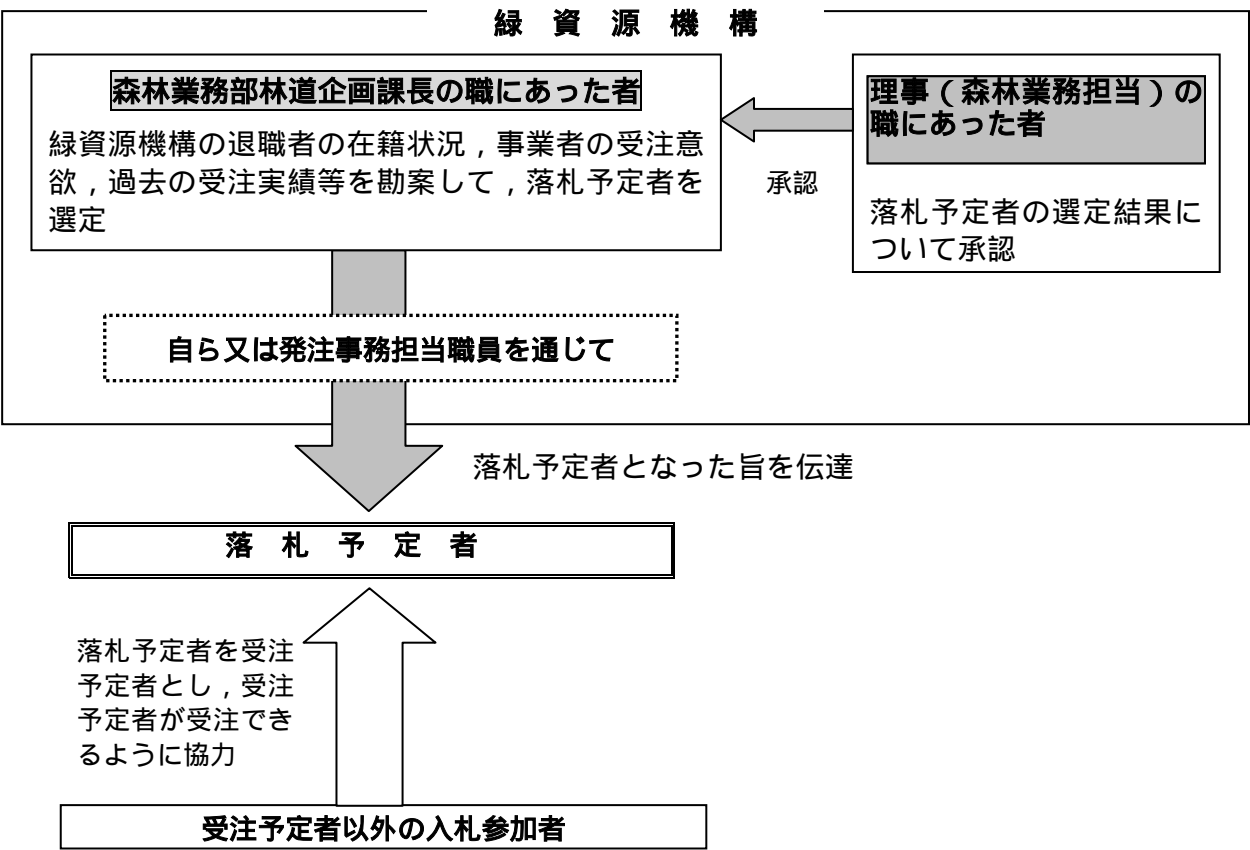 緑 資 源 機 構
森林業務部林道企画課長の職にあった者
緑資源機構の退職者の在籍状況，事業者の受注意
欲，過去の受注実績等を勘案して，落札予定者を
選定
承認
理事（森林業務担当）の
職にあった者
落札予定者の選定結果に
ついて承認
自ら又は発注事務担当職員を通じて
落札予定者となった旨を伝達
落 札 予 定 者
落札予定者を受注
予定者とし，受注
予定者が受注でき
るように協力
受注予定者以外の入札参加者